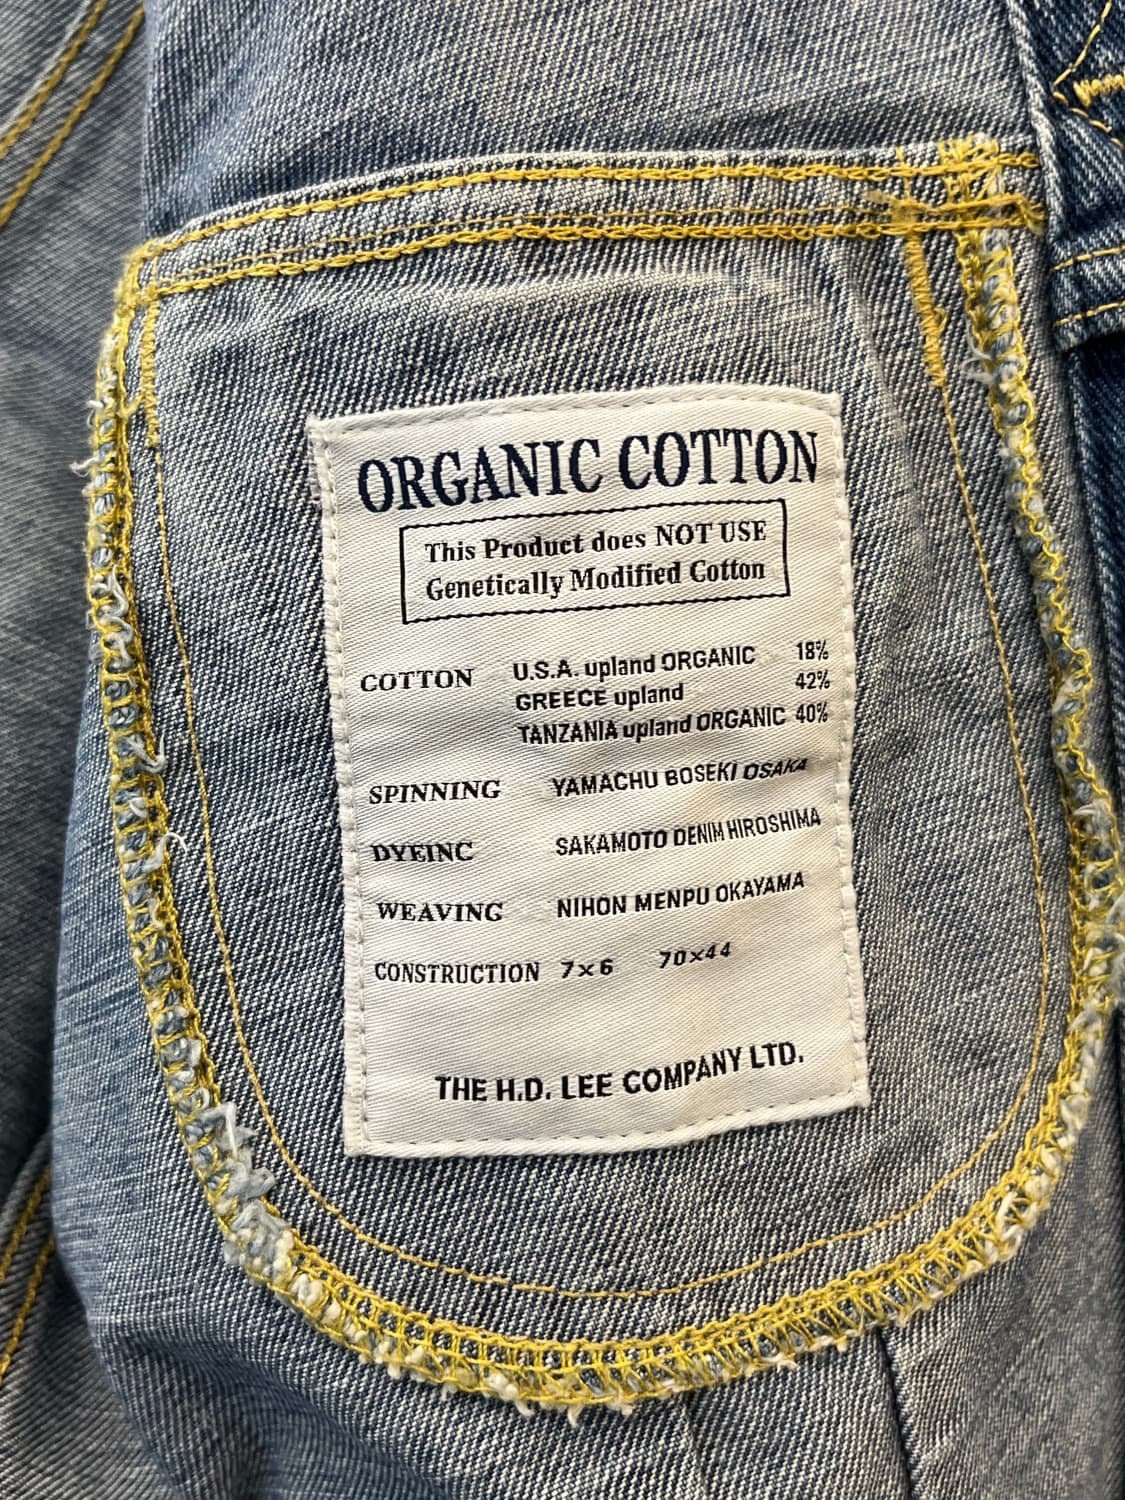 ORGANIC COTTON
This Product does NOT USE
Genetically Modified Cotton
COTTON U.S.A. upland ORGANIC 18%
GREECE upland 42%
TANZANIA upland ORGANIC 40%
SPINNING YAMACHU BOSEKI OSAKA
DYEINC SAKAMOTO DENIM HIROSHIMA
WEAVING NIHON MENPU OKAYAMA
CONSTRUCTION 7×6 70×44
THE H.D. LEE COMPANY LTD.